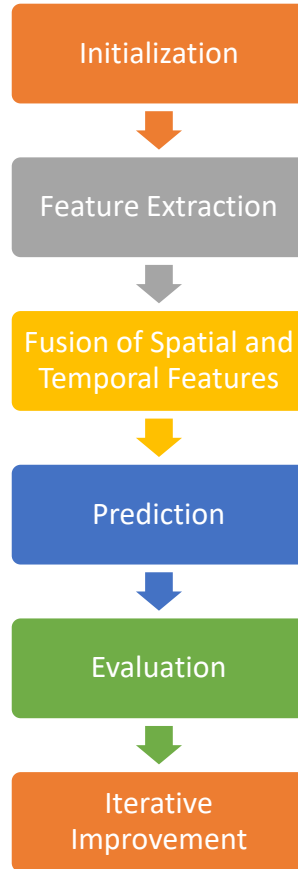 Initialization
Feature Extraction
Fusion of Spatial and
Temporal Features
Prediction
Evaluation
Iterative
Improvement